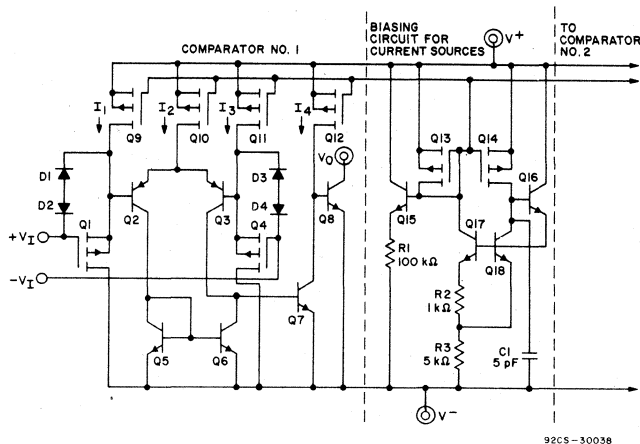 BIASING
CIRCUIT FOR
CURRENT SOURCES
V+
TO
COMPARATOR
NO. 2
COMPARATOR NO. 1
I1
I2
I3
I4
Q9
Q10
Q11
Q12
Q13
Q14
VO
D1
D2
D3
D4
Q1
Q2
Q3
Q4
Q8
Q15
Q16
Q17
Q18
+VI
-VI
R1
100 kΩ
R2
1 kΩ
R3
5 kΩ
C1
5 pF
Q7
Q5
Q6
V-
92CS-30038